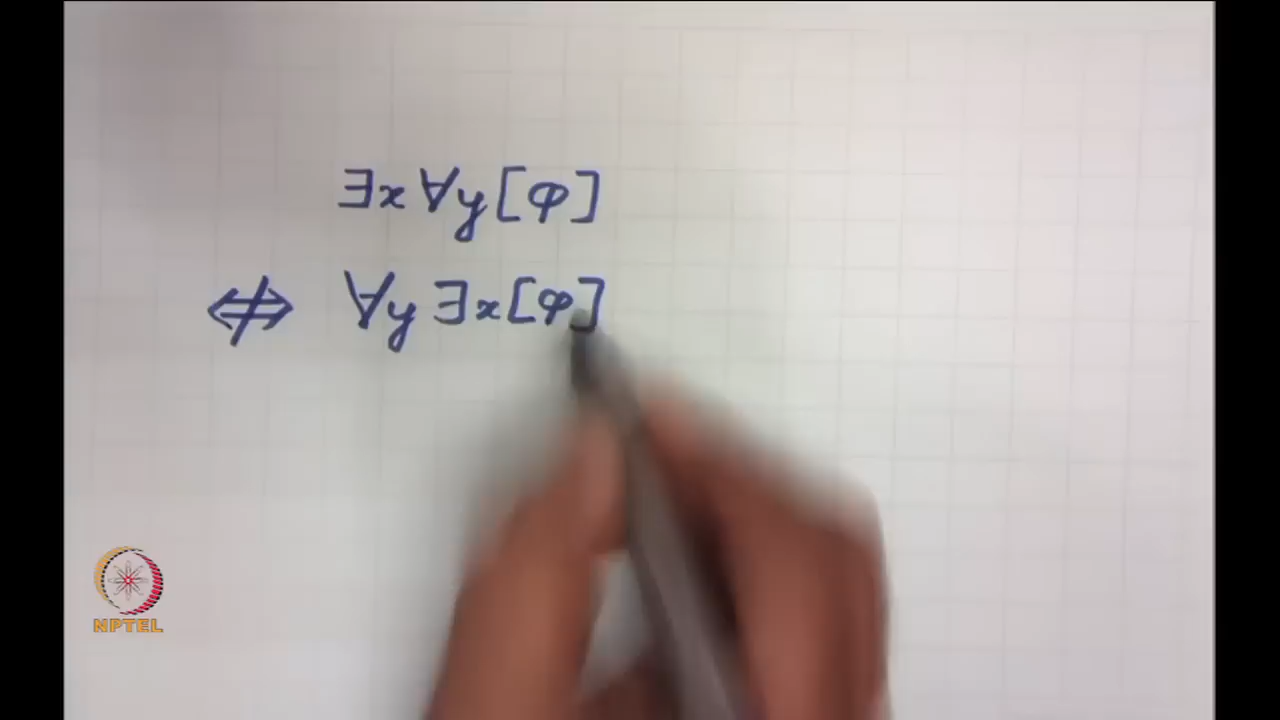 ∃x ∀y [φ]
⇎ ∀y ∃x [φ]
NPTEL